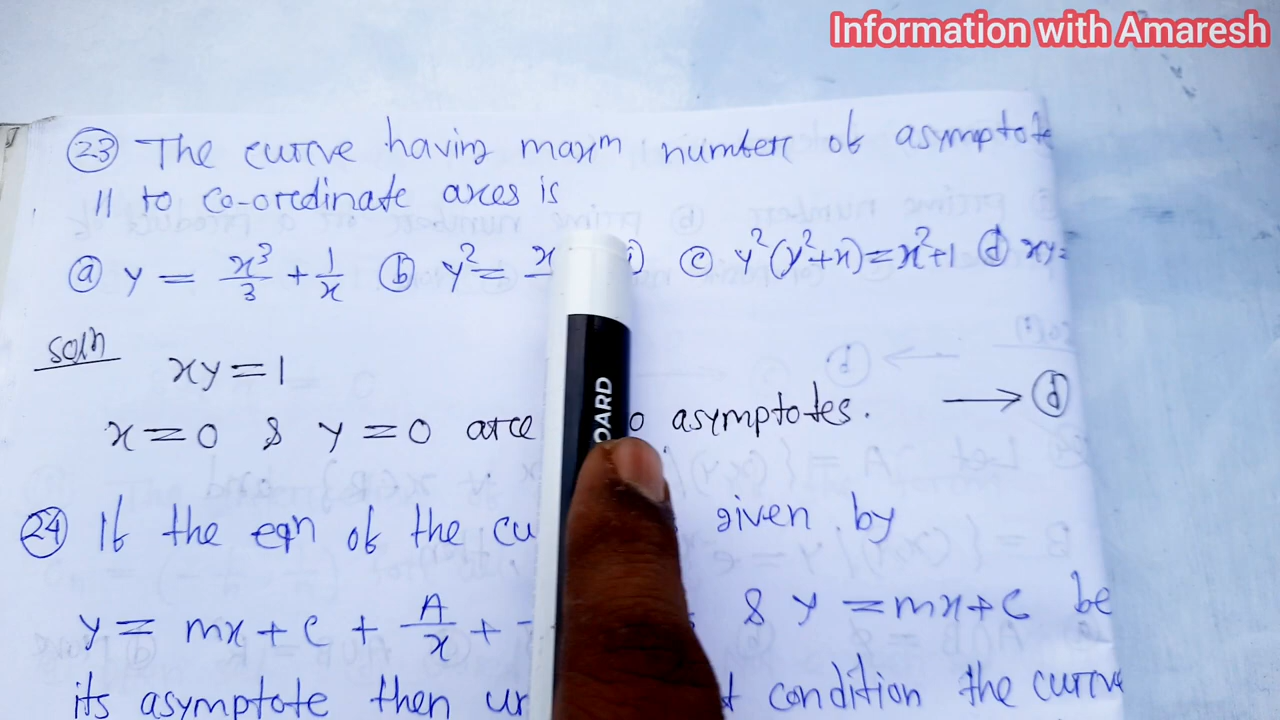 Information with Amaresh
23 The curve having maxm number of asymptote
|| to co-ordinate axes is
a y = x³/3 + 1/x b y² = x c y²(y²+x)=x²+1 d xy=
soln
xy = 1
x = 0 & y = 0 are asymptotes. → d
OARD
24 If the eqn of the given by
y = mx + c + A/x + & y = mx+c be
its asymptote then condition the curve